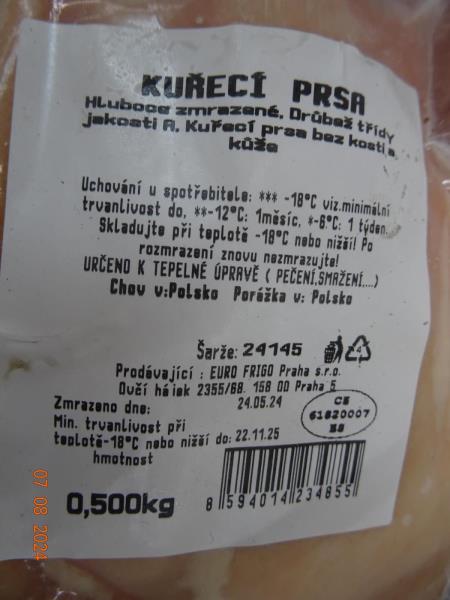 KUŘECÍ PRSA
Hluboce zmrazené. Drůbež třídy
jakosti A. Kuřecí prsa bez kosti a
kůže
Uchování u spotřebitele: *** -18°C viz.minimální
trvanlivost do, **-12°C: 1měsíc, *-6°C: 1 týden.
Skladujte při teplotě -18°C nebo nižší! Po
rozmrazení znovu nezmrazujte!
URČENO K TEPELNÉ ÚPRAVĚ ( PEČENÍ,SMAŽENÍ....)
Chov v:Polsko Porážka v: Polsko
Šarže: 24145
4
Prodávající : EURO FRIGO Praha s.r.o.
Ovčí hájek 2355/68. 158 00 Praha 5
Zmrazeno dne: 24.05.24
Min. trvanlivost při
teplotě-18°C nebo nižší do: 22.11.25
hmotnost
0,500kg
61620007
8 594014 234855
07 08 2024